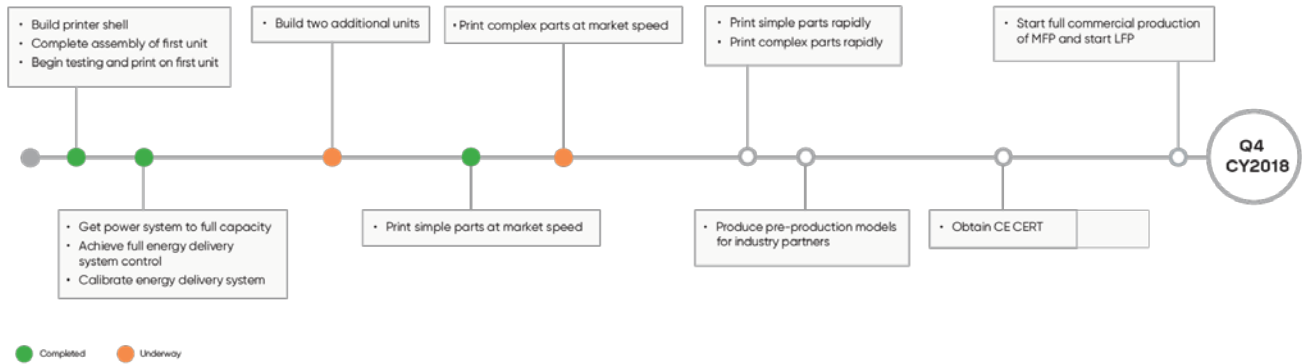 • Build printer shell
• Complete assembly of first unit
• Begin testing and print on first unit
• Build two additional units
• Print complex parts at market speed
• Print simple parts rapidly
• Print complex parts rapidly
• Start full commercial production
of MFP and start LFP
Q4
CY2018
• Get power system to full capacity
• Achieve full energy delivery
system control
• Calibrate energy delivery system
• Print simple parts at market speed
• Produce pre-production models
for industry partners
• Obtain CE CERT
Completed
Underway